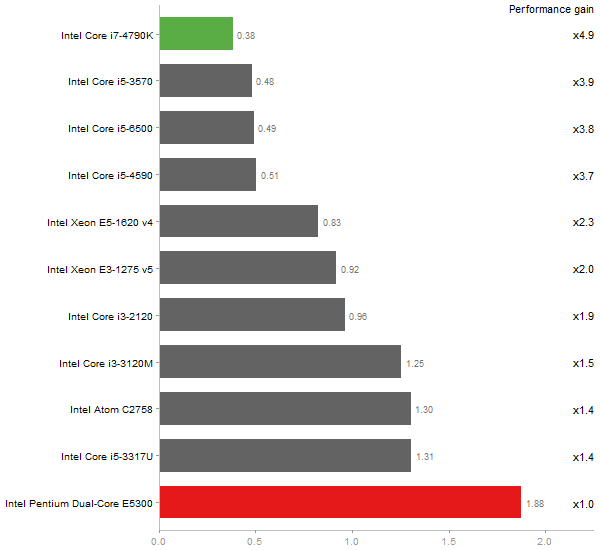 Performance gain
Intel Core i7-4790K 0.38 x4.9
Intel Core i5-3570 0.48 x3.9
Intel Core i5-6500 0.49 x3.8
Intel Core i5-4590 0.51 x3.7
Intel Xeon E5-1620 v4 0.83 x2.3
Intel Xeon E3-1275 v5 0.92 x2.0
Intel Core i3-2120 0.96 x1.9
Intel Core i3-3120M 1.25 x1.5
Intel Atom C2758 1.30 x1.4
Intel Core i5-3317U 1.31 x1.4
Intel Pentium Dual-Core E5300 1.88 x1.0
0.0 0.5 1.0 1.5 2.0